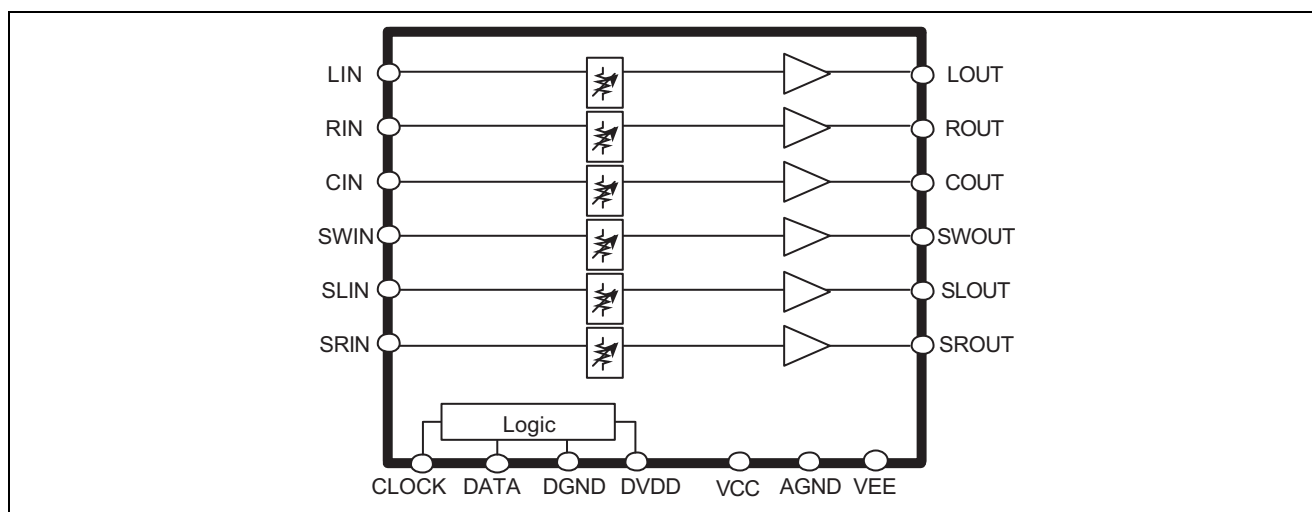 LIN LOUT
RIN ROUT
CIN COUT
SWIN SWOUT
SLIN SLOUT
SRIN SROUT
Logic
CLOCK DATA DGND DVDD VCC AGND VEE